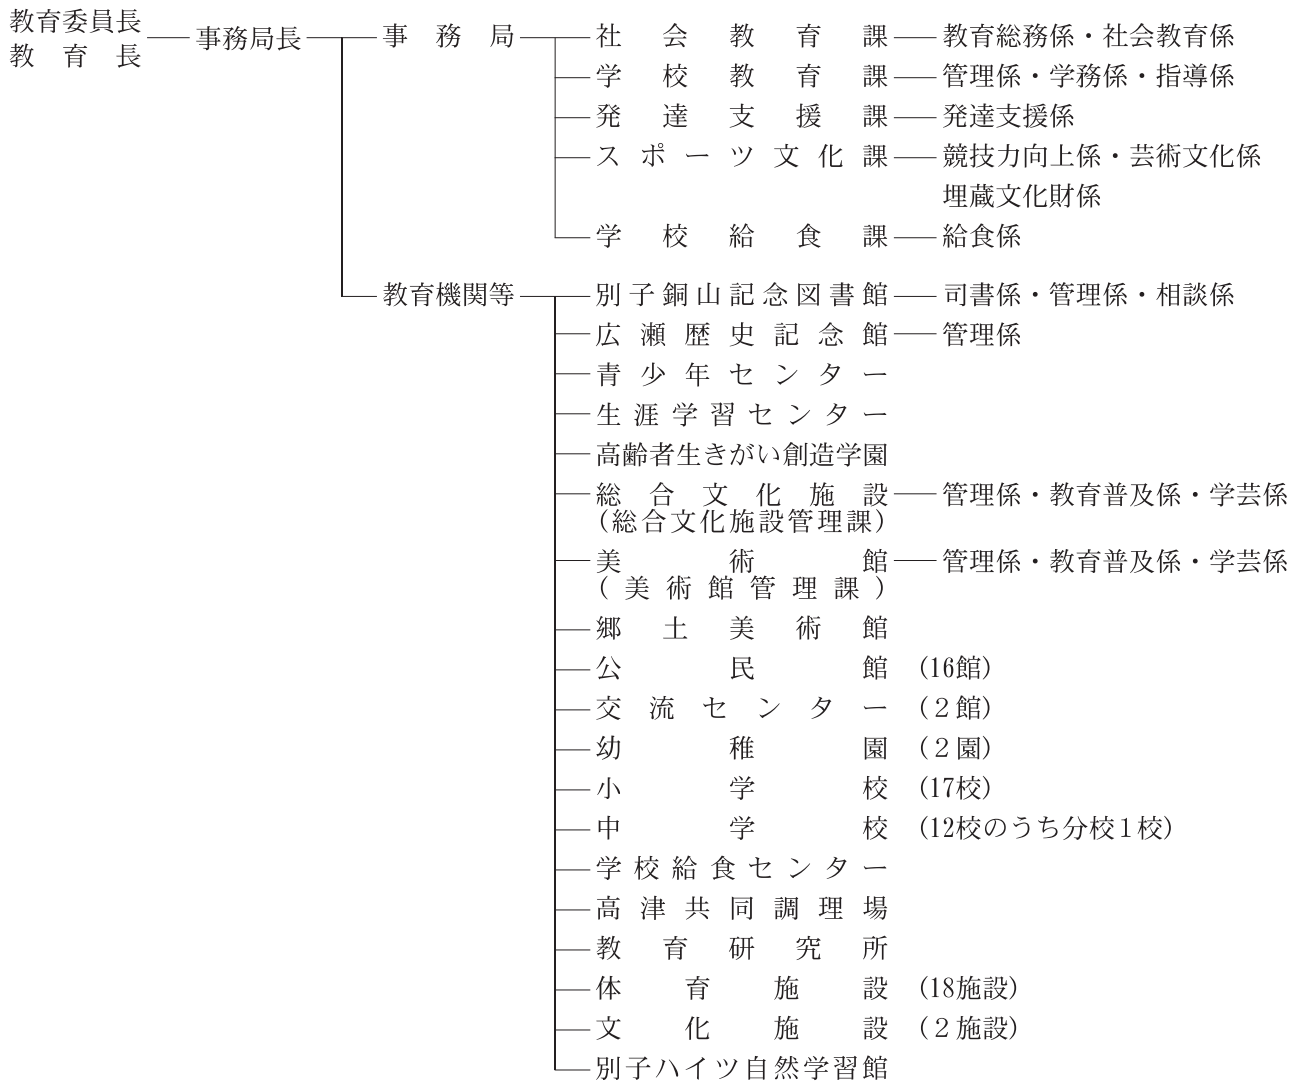 教育委員長
教育長
事務局長
事務局
社会教育課 教育総務係・社会教育係
学校教育課 管理係・学務係・指導係
発達支援課 発達支援係
スポーツ文化課 競技力向上係・芸術文化係
埋蔵文化財係
学校給食課 給食係
教育機関等
別子銅山記念図書館 司書係・管理係・相談係
広瀬歴史記念館 管理係
青少年センター
生涯学習センター
高齢者生きがい創造学園
総合文化施設 管理係・教育普及係・学芸係
(総合文化施設管理課)
美術館 管理係・教育普及係・学芸係
(美術館管理課)
郷土美術館
公民館 (16館)
交流センター (2館)
幼稚園 (2園)
小学校 (17校)
中学校 (12校のうち分校1校)
学校給食センター
高津共同調理場
教育研究所
体育施設 (18施設)
文化施設 (2施設)
別子ハイツ自然学習館